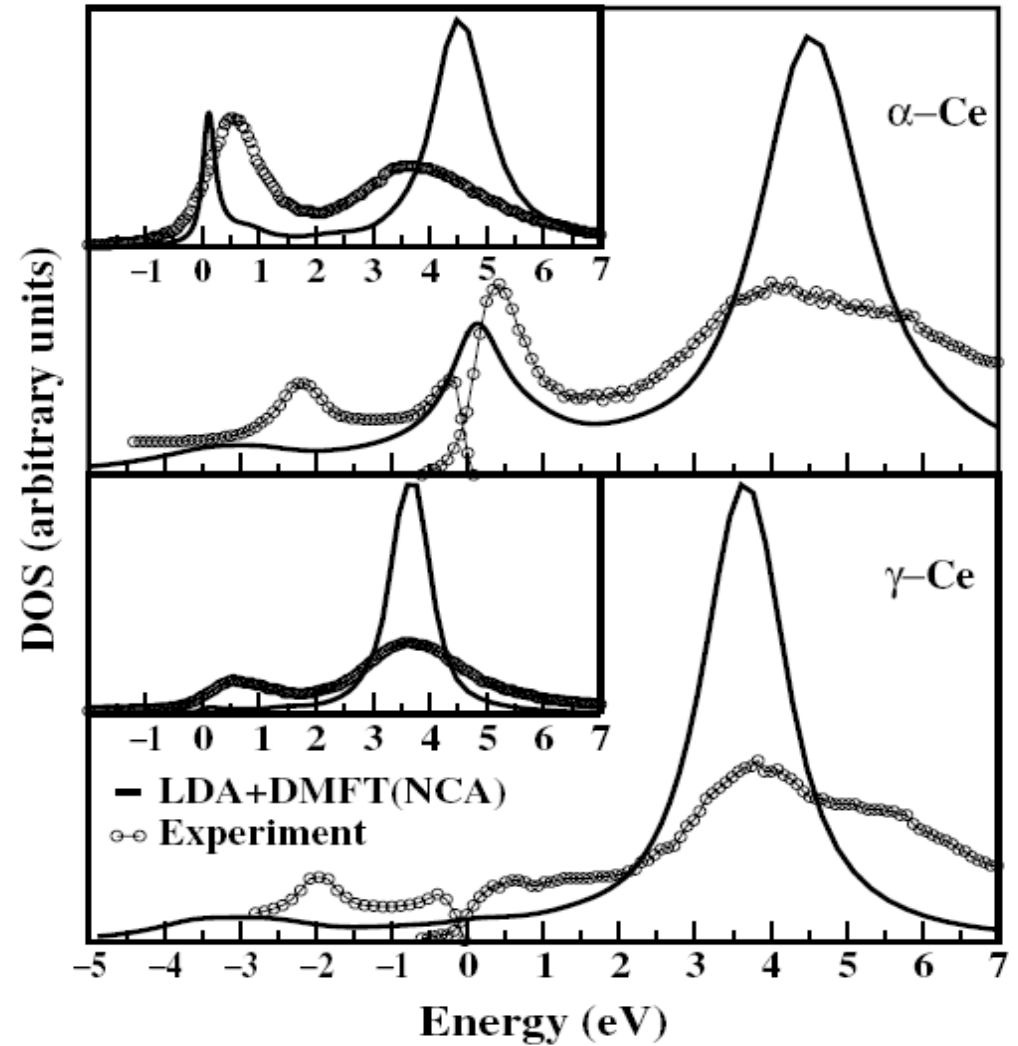 α–Ce
–1 0 1 2 3 4 5 6 7
DOS (arbitrary units)
γ–Ce
–1 0 1 2 3 4 5 6 7
LDA+DMFT(NCA)
Experiment
–5 –4 –3 –2 –1 0 1 2 3 4 5 6 7
Energy (eV)